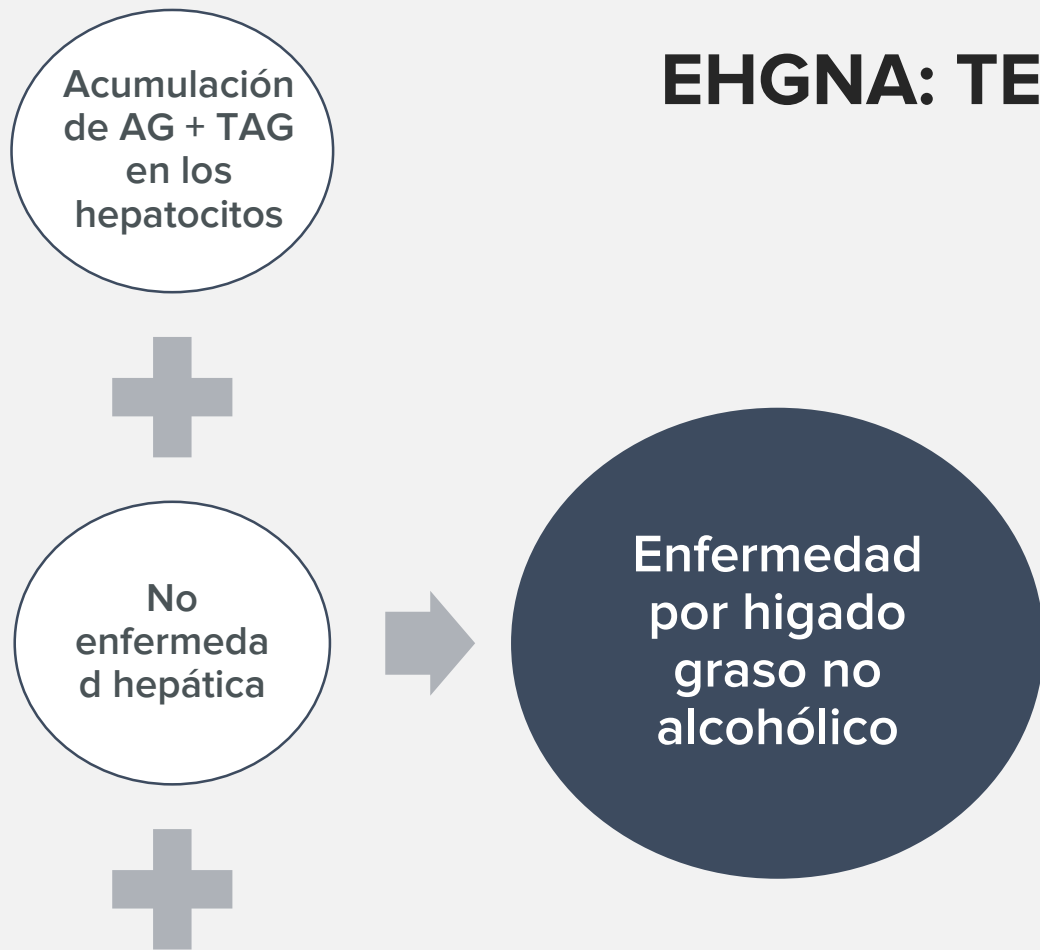 EHGNA: TE
Acumulación
de AG + TAG
en los
hepatocitos
No
enfermeda
d hepática
Enfermedad
por higado
graso no
alcohólico